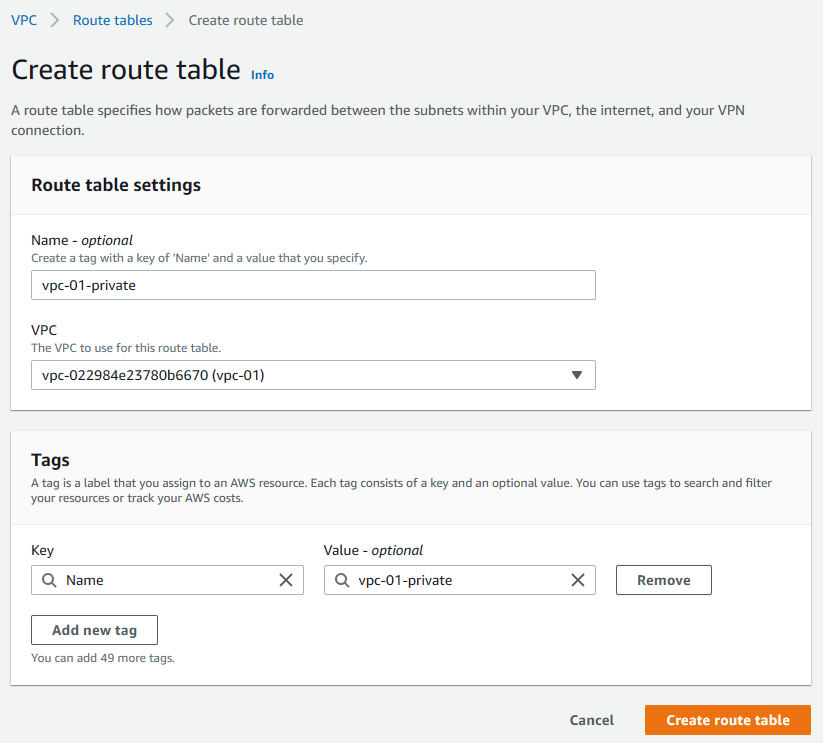 VPC > Route tables > Create route table
Create route table Info
A route table specifies how packets are forwarded between the subnets within your VPC, the internet, and your VPN
connection.
Route table settings
Name - optional
Create a tag with a key of 'Name' and a value that you specify.
vpc-01-private
VPC
The VPC to use for this route table.
vpc-022984e23780b6670 (vpc-01)
Tags
A tag is a label that you assign to an AWS resource. Each tag consists of a key and an optional value. You can use tags to search and filter
your resources or track your AWS costs.
Key Value - optional
Name vpc-01-private Remove
Add new tag
You can add 49 more tags.
Cancel Create route table